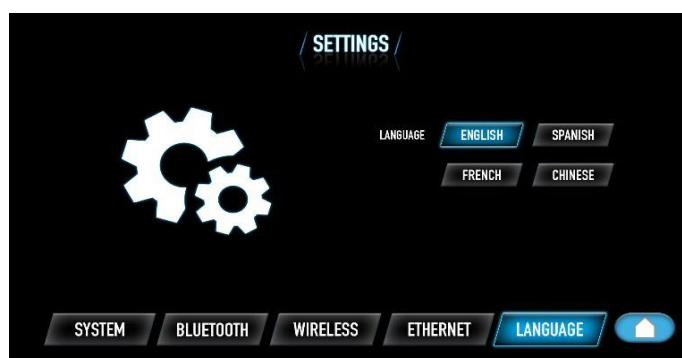 / SETTINGS /
LANGUAGE ENGLISH SPANISH
FRENCH CHINESE
SYSTEM BLUETOOTH WIRELESS ETHERNET LANGUAGE